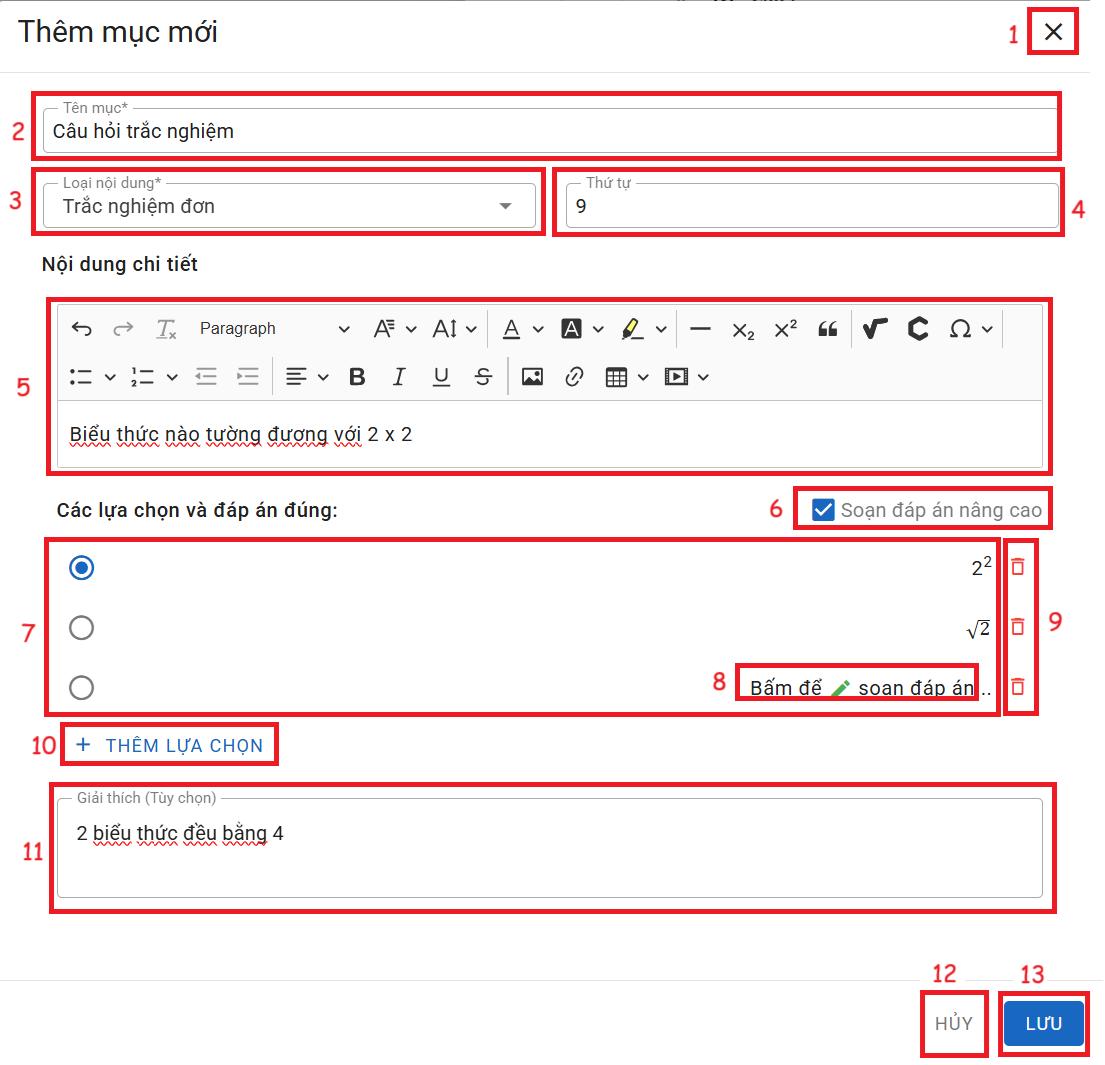 Thêm mục mới
1
Tên mục*
2 Câu hỏi trắc nghiệm
Loại nội dung* Thứ tự
3 Trắc nghiệm đơn 9 4
Nội dung chi tiết
Paragraph
5
Biểu thức nào tường đương với 2 x 2
Các lựa chọn và đáp án đúng: 6 Soạn đáp án nâng cao
2²
7 √2 9
8 Bấm để soạn đáp án ..
10 + THÊM LỰA CHỌN
Giải thích (Tùy chọn)
2 biểu thức đều bằng 4
11
12 13
HỦY LƯU